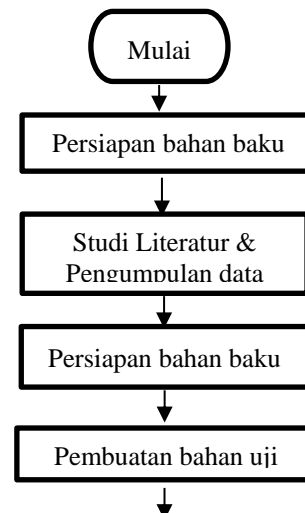 Mulai
Persiapan bahan baku
Studi Literatur &
Pengumpulan data
Persiapan bahan baku
Pembuatan bahan uji